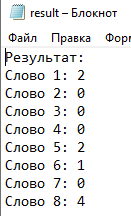 result – Блокнот
Файл Правка Форм
Результат:
Слово 1: 2
Слово 2: 0
Слово 3: 0
Слово 4: 0
Слово 5: 2
Слово 6: 1
Слово 7: 0
Слово 8: 4